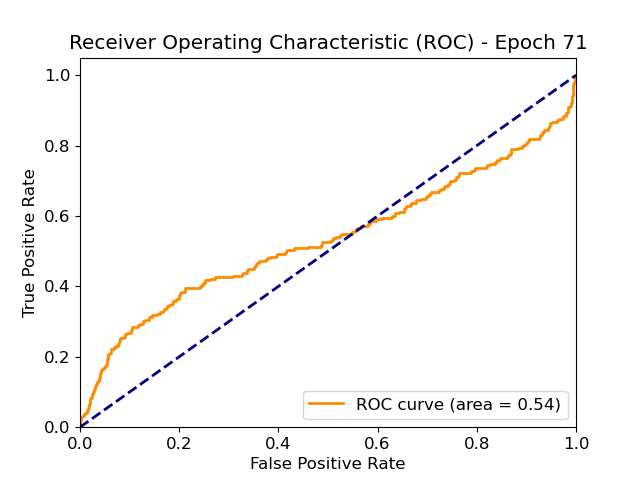 Receiver Operating Characteristic (ROC) - Epoch 71
True Positive Rate
1.0
0.8
0.6
0.4
0.2
0.0
ROC curve (area = 0.54)
0.0 0.2 0.4 0.6 0.8 1.0
False Positive Rate